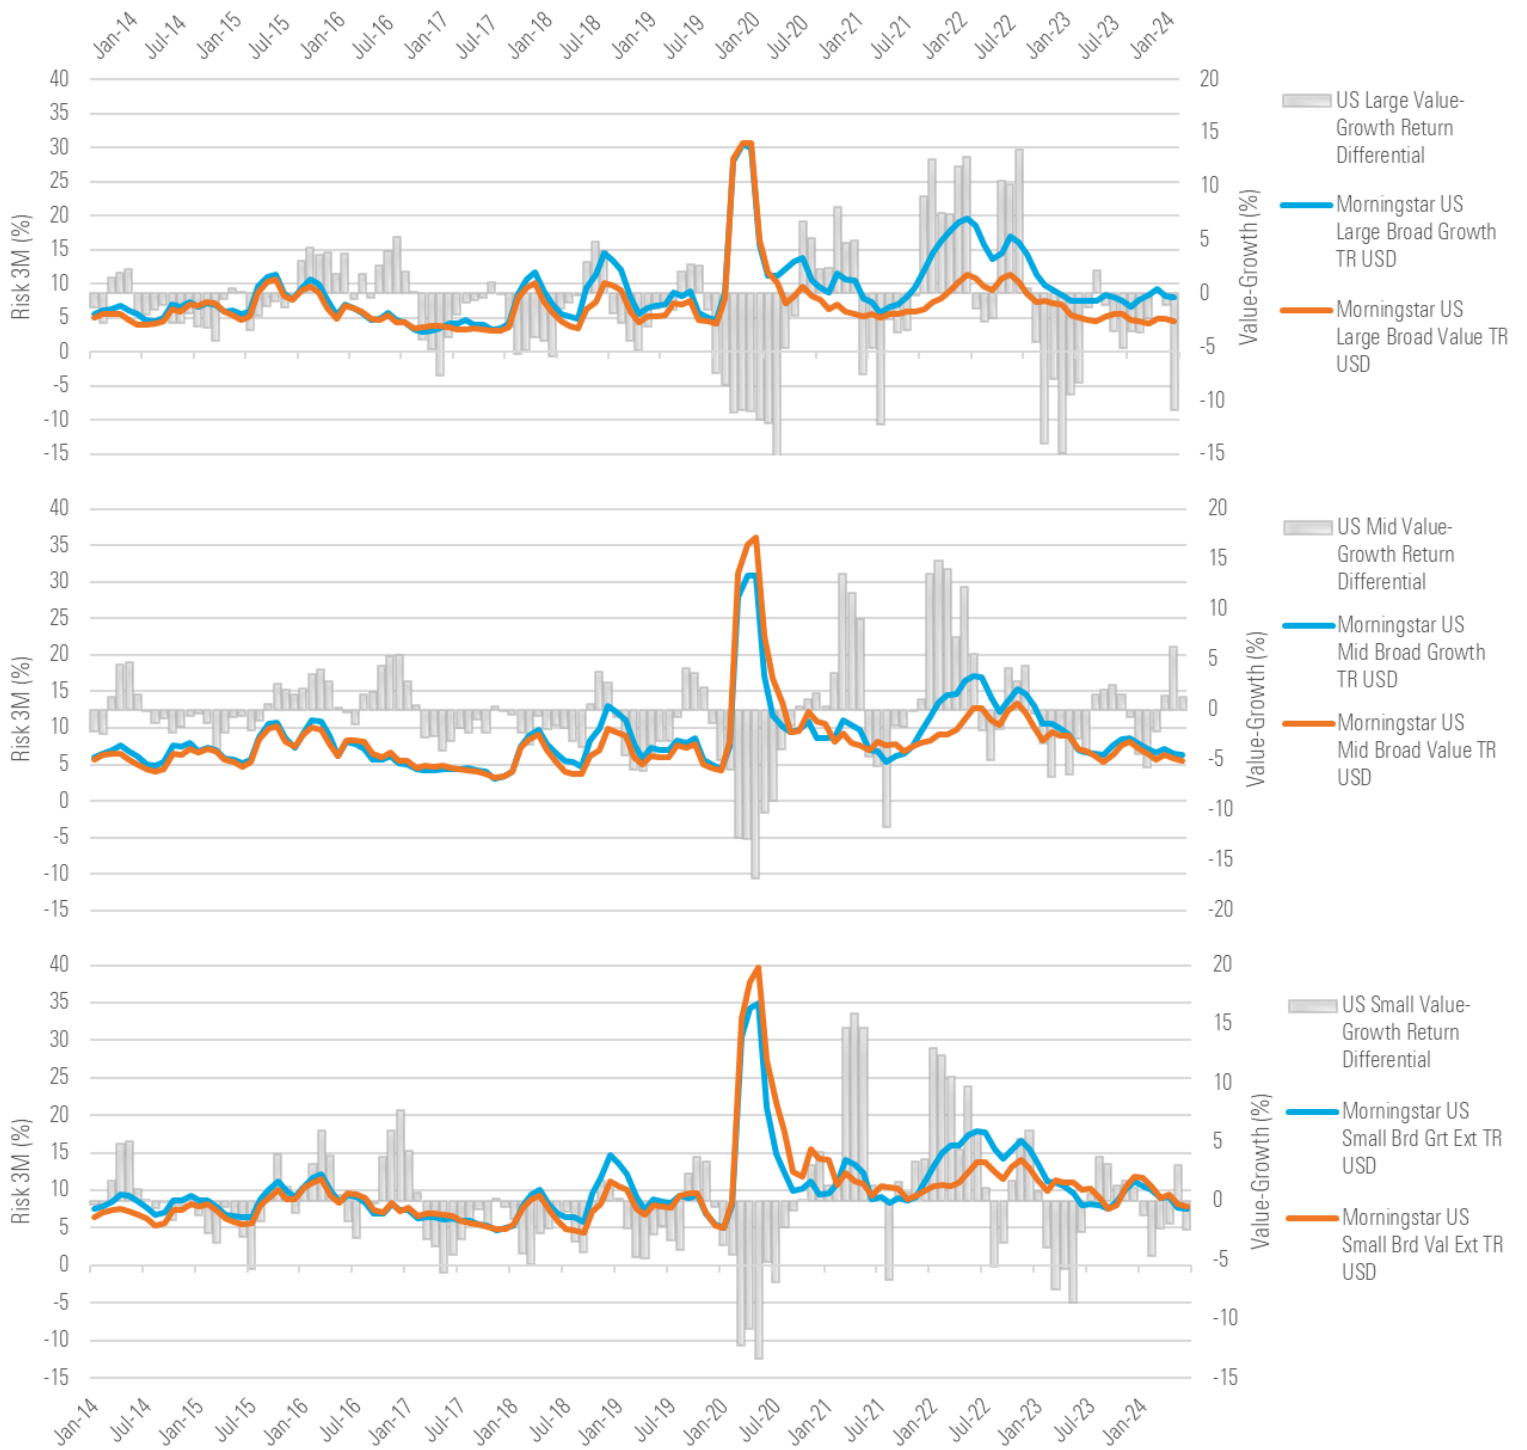 Jan-14
Jul-14
Jan-15
Jul-15
Jan-16
Jul-16
Jan-17
Jul-17
Jan-18
Jul-18
Jan-19
Jul-19
Jan-20
Jul-20
Jan-21
Jul-21
Jan-22
Jul-22
Jan-23
Jul-23
Jan-24
40
35
30
25
20
15
10
5
0
-5
-10
-15
Risk 3M (%)
20
15
10
5
0
-5
-10
-15
Value-Growth (%)
US Large Value-
Growth Return
Differential
Morningstar US
Large Broad Growth
TR USD
Morningstar US
Large Broad Value TR
USD
40
35
30
25
20
15
10
5
0
-5
-10
-15
Risk 3M (%)
20
15
10
5
0
-5
-10
-15
-20
Value-Growth (%)
US Mid Value-
Growth Return
Differential
Morningstar US
Mid Broad Growth
TR USD
Morningstar US
Mid Broad Value TR
USD
40
35
30
25
20
15
10
5
0
-5
-10
-15
Risk 3M (%)
20
15
10
5
0
-5
-10
-15
Value-Growth (%)
US Small Value-
Growth Return
Differential
Morningstar US
Small Brd Grt Ext TR
USD
Morningstar US
Small Brd Val Ext TR
USD
Jan-14
Jul-14
Jan-15
Jul-15
Jan-16
Jul-16
Jan-17
Jul-17
Jan-18
Jul-18
Jan-19
Jul-19
Jan-20
Jul-20
Jan-21
Jul-21
Jan-22
Jul-22
Jan-23
Jul-23
Jan-24